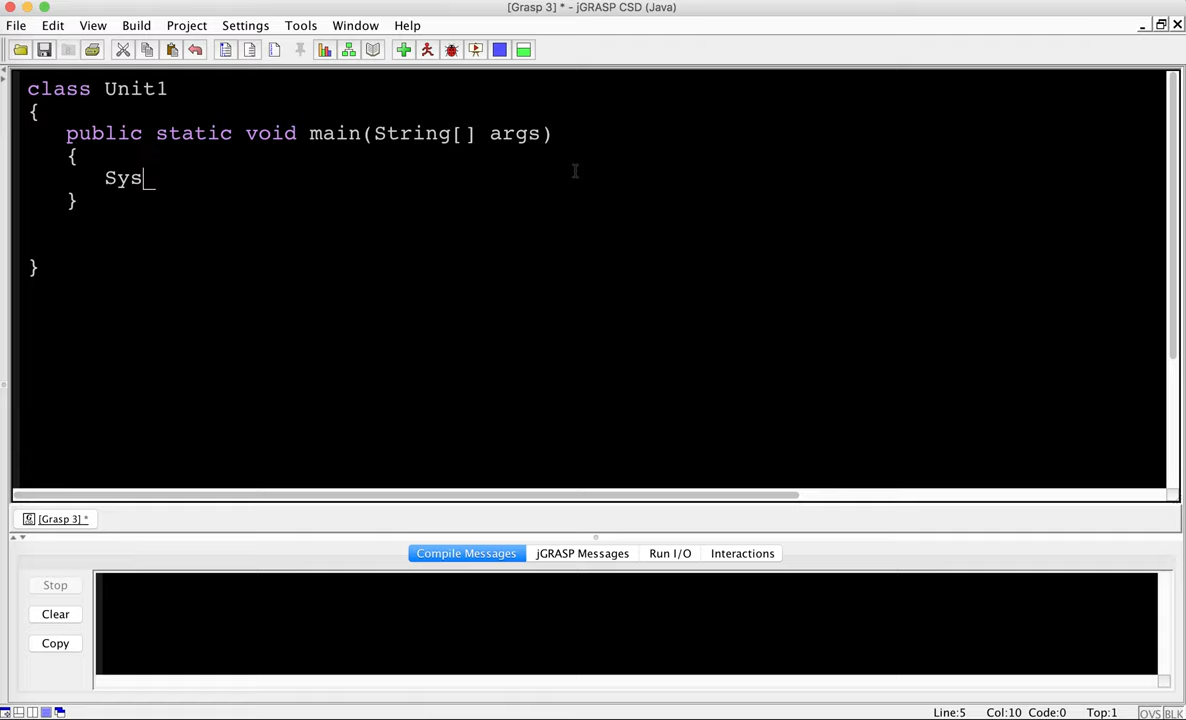 [Grasp 3] * - jGRASP CSD (Java)
File Edit View Build Project Settings Tools Window Help
class Unit1
{
public static void main(String[] args)
{
Sys_
}
}
[Grasp 3] *
Compile Messages jGRASP Messages Run I/O Interactions
Stop
Clear
Copy
Line:5 Col:10 Code:0 Top:1 OVS BLK